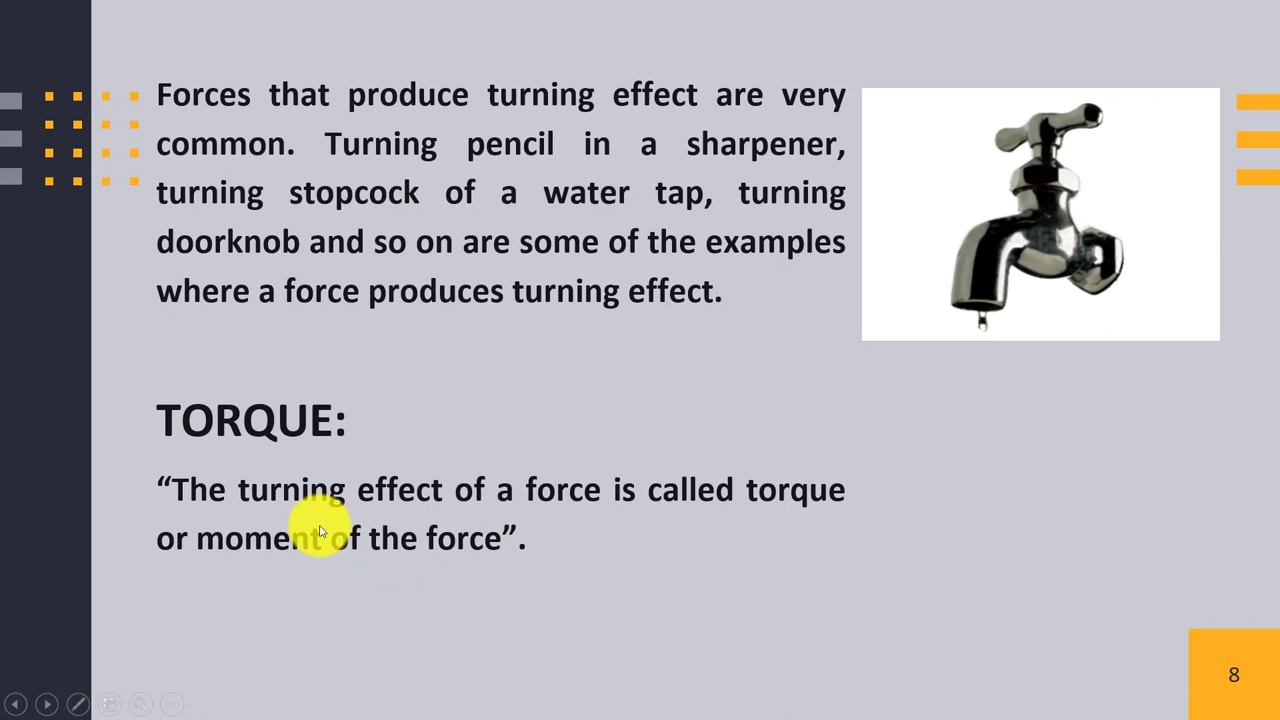 Forces that produce turning effect are very
common. Turning pencil in a sharpener,
turning stopcock of a water tap, turning
doorknob and so on are some of the examples
where a force produces turning effect.
TORQUE:
“The turning effect of a force is called torque
or moment of the force”.
8